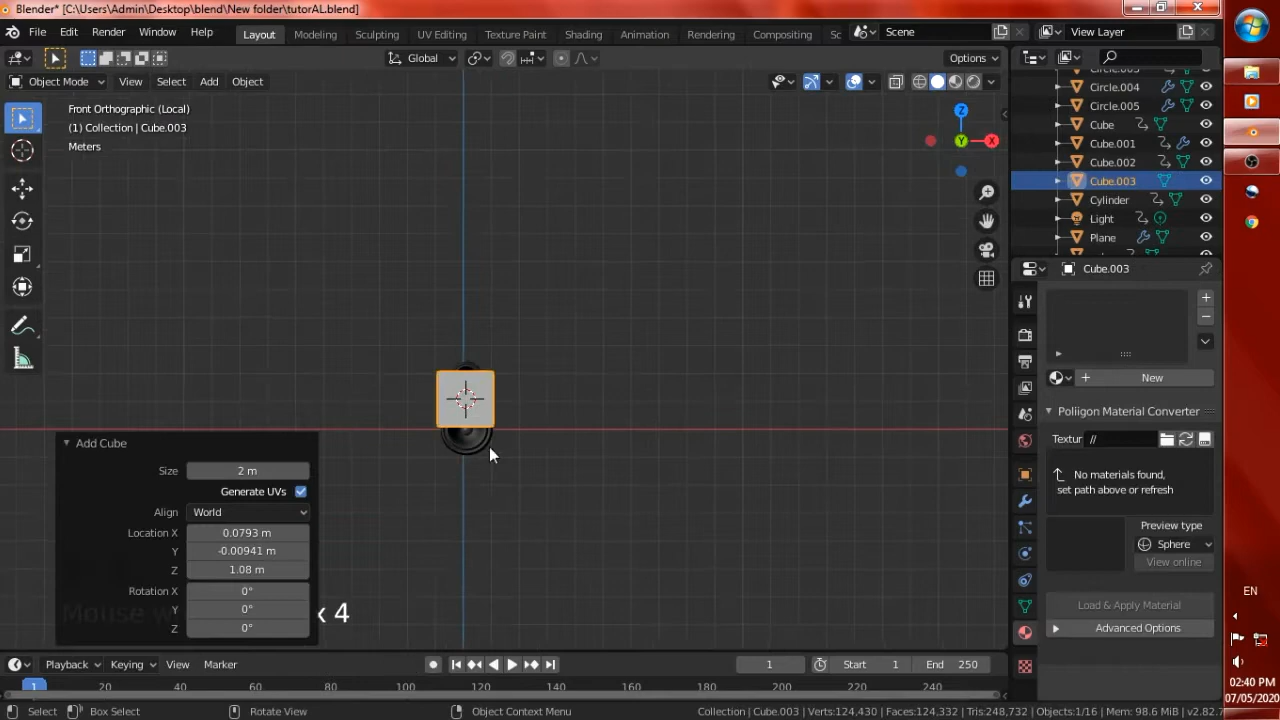 Blender* [C:\Users\Admin\Desktop\blend\New folder\tutorAL.blend]
File Edit Render Window Help Layout Modeling Sculpting UV Editing Texture Paint Shading Animation Rendering Compositing Sc Scene View Layer
Global Options
Object Mode View Select Add Object
Front Orthographic (Local)
(1) Collection | Cube.003
Meters
Z
Y
X
Circle.004
Circle.005
Cube
Cube.001
Cube.002
Cube.003
Cylinder
Light
Plane
Cube.003
New
Poliigon Material Converter
Textur //
No materials found,
set path above or refresh
Preview type
Sphere
View online
Load & Apply Material
Advanced Options
Add Cube
Size 2 m
Generate UVs
Align World
Location X 0.0793 m
Y -0.00941 m
Z 1.08 m
Rotation X 0°
Y 0°
Z 0°
x 4
Playback Keying View Marker 1 Start 1 End 250
1 20 40 60 80 100 120 140 160 180 200 220 240
Select Box Select Rotate View Object Context Menu Collection | Cube.003 | Verts:124,430 | Faces:124,332 | Tris:248,732 | Objects:1/16 | Mem: 98.6 MiB | v2.82.7
EN
02:40 PM
07/05/2020